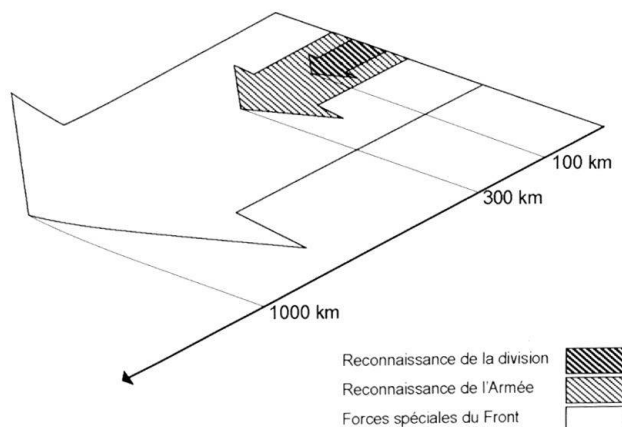 100 km
300 km
1000 km
Reconnaissance de la division
Reconnaissance de l'Armée
Forces spéciales du Front